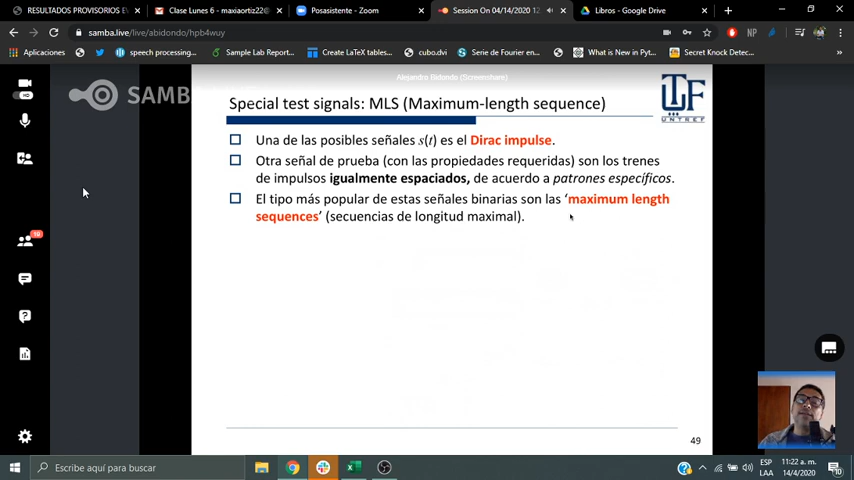 RESULTADOS PROVISORIOS E
Clase Lunes 6 - maxiaortiz22@
Posasistente - Zoom
Session On 04/14/2020 12
Libros - Google Drive
samba.live/live/abidondo/hpb4wuy
Aplicaciones
speech processing...
Sample Lab Report...
Create LaTeX tables...
cubo.dvi
Serie de Fourier en...
What is New in Pyt...
Secret Knock Detec...
Alejandro Bidondo (Screenshare)
SAMB
HD
Special test signals: MLS (Maximum-length sequence)
UNTREF
Una de las posibles señales s(t) es el Dirac impulse.
Otra señal de prueba (con las propiedades requeridas) son los trenes
de impulsos igualmente espaciados, de acuerdo a patrones específicos.
El tipo más popular de estas señales binarias son las ‘maximum length
sequences’ (secuencias de longitud maximal).
49
Escribe aquí para buscar
ESP
LAA
11:22 a. m.
14/4/2020